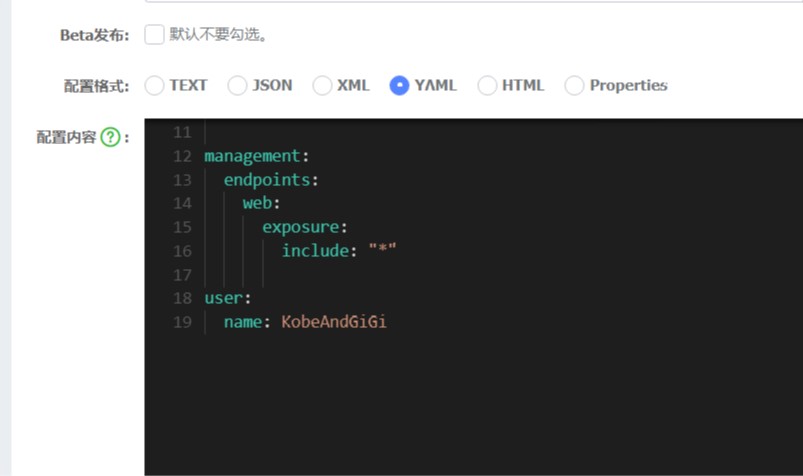 Beta发布: 默认不要勾选。
配置格式: TEXT JSON XML YAML HTML Properties
配置内容 ? :
11
12 management:
13 endpoints:
14 web:
15 exposure:
16 include: "*"
17
18 user:
19 name: KobeAndGiGi